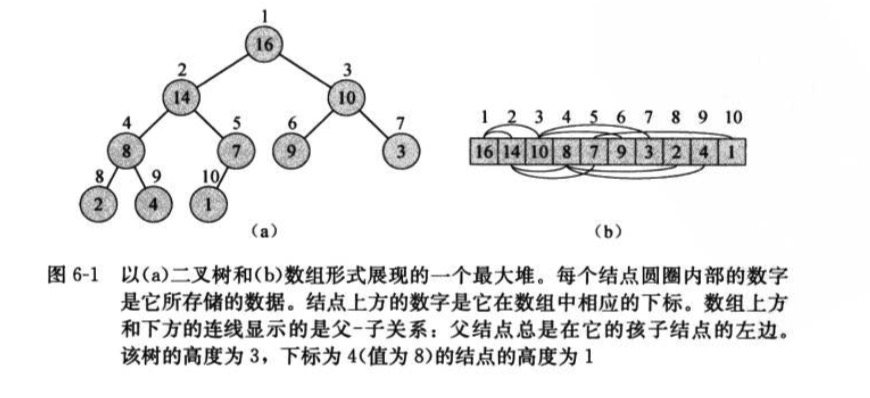 1
16
2 3
14 10
4 5 6 7
8 7 9 3
8 9 10
2 4 1
(a)
1 2 3 4 5 6 7 8 9 10
16 14 10 8 7 9 3 2 4 1
(b)
图 6-1 以(a)二叉树和(b)数组形式展现的一个最大堆。每个结点圆圈内部的数字
是它所存储的数据。结点上方的数字是它在数组中相应的下标。数组上方
和下方的连线显示的是父-子关系：父结点总是在它的孩子结点的左边。
该树的高度为 3，下标为 4(值为 8)的结点的高度为 1